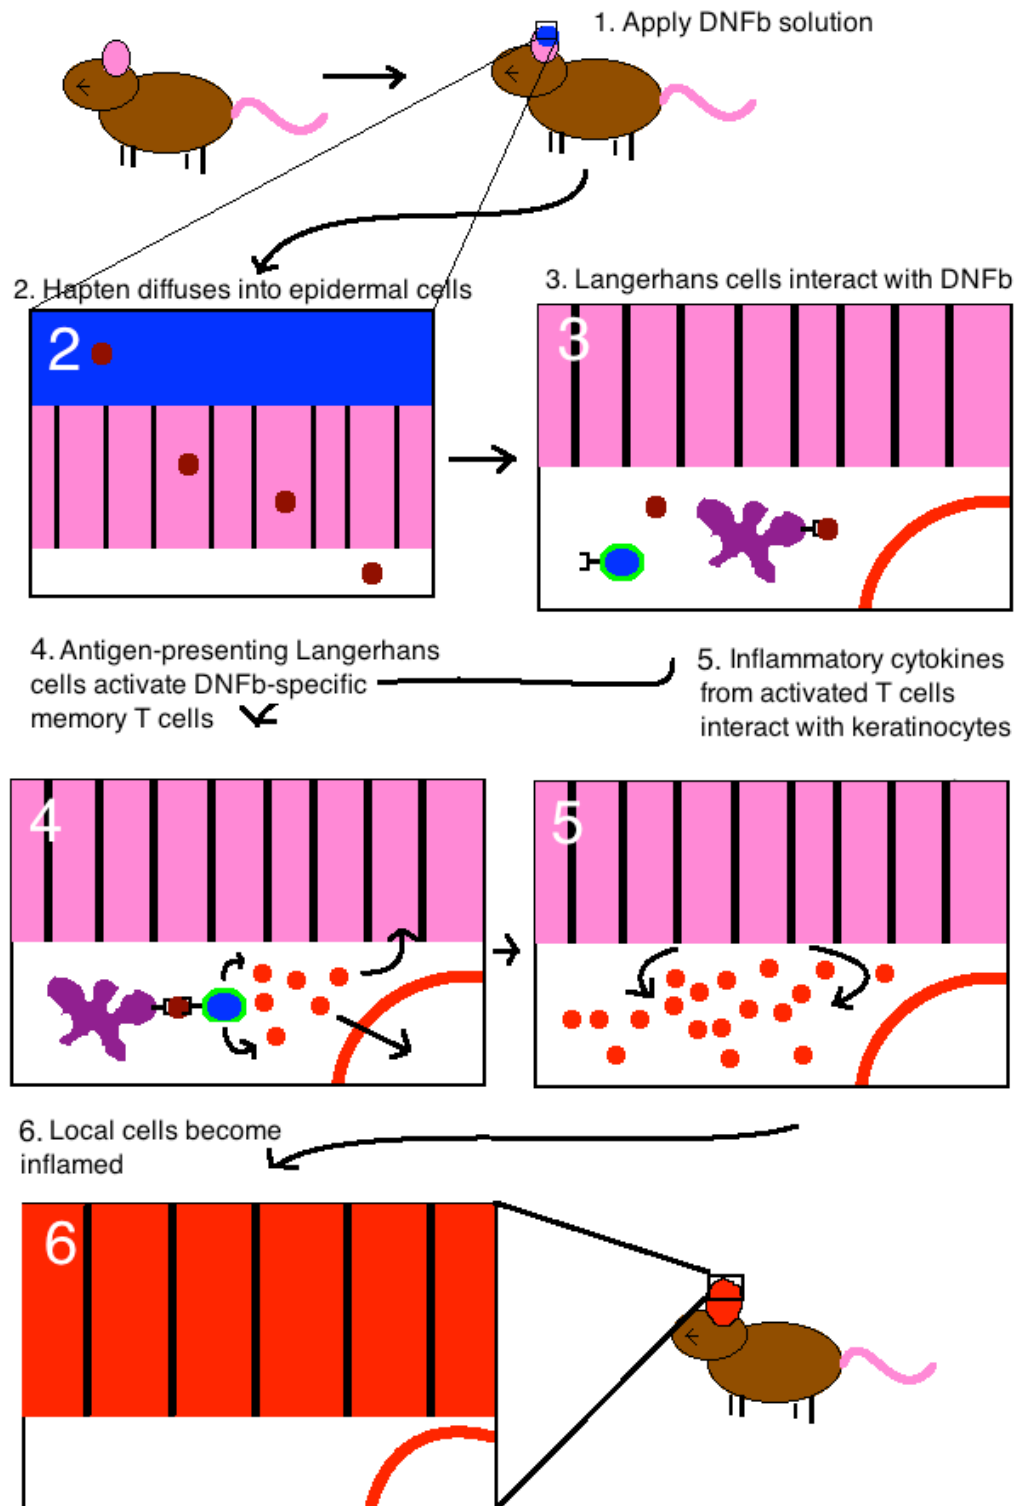 1. Apply DNFb solution
2. Hapten diffuses into epidermal cells
3. Langerhans cells interact with DNFb
2
3
4. Antigen-presenting Langerhans
cells activate DNFb-specific
memory T cells
5. Inflammatory cytokines
from activated T cells
interact with keratinocytes
4
5
6. Local cells become
inflamed
6